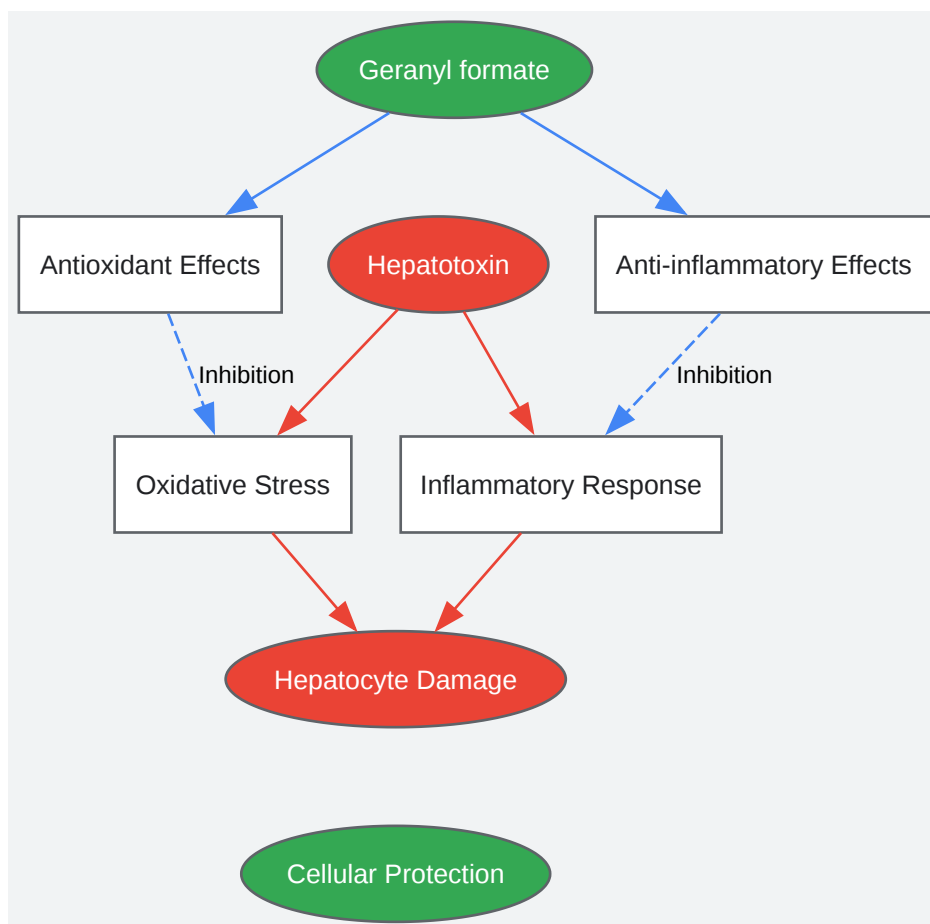 Geranyl formate
Antioxidant Effects
Hepatotoxin
Anti-inflammatory Effects
Inhibition
Inhibition
Oxidative Stress
Inflammatory Response
Hepatocyte Damage
Cellular Protection